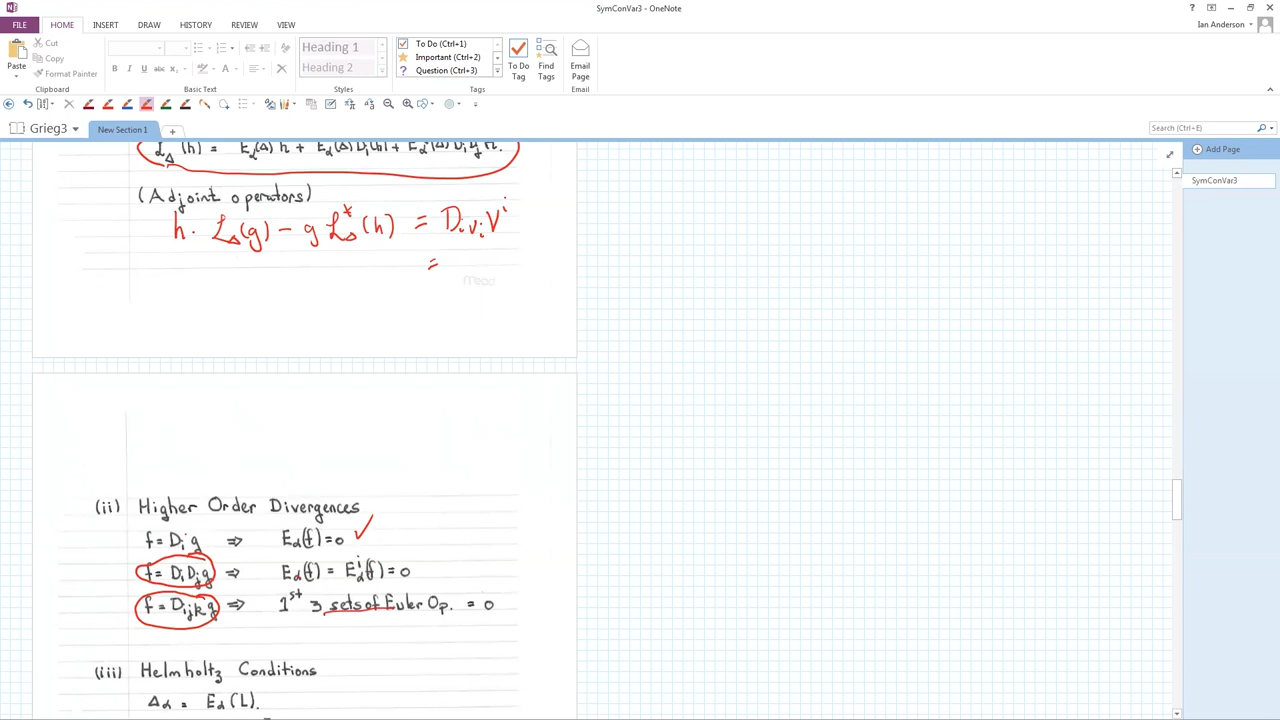 SymConVar3 - OneNote
FILE HOME INSERT DRAW HISTORY REVIEW VIEW
Ian Anderson
Paste
Cut
Copy
Format Painter
Clipboard
B I U abc x₂ A
Basic Text
Heading 1
Heading 2
Styles
To Do (Ctrl+1)
Important (Ctrl+2)
Question (Ctrl+3)
To Do Tag
Find Tags
Tags
Email Page
Email
Grieg3 New Section 1
Search (Ctrl+E)
Add Page
SymConVar3
(Adjoint operators)
h · ℒ_Δ(g) − g ℒ*_Δ(h) = D_iv_i V^i
=
(ii) Higher Order Divergences
f = D_i g ⇒ E_α(f) = 0 ✓
f = D_i D_j g ⇒ E_α(f) = E_α^i(f) = 0
f = D_ijk g ⇒ 1^st 3 sets of Euler Op. = 0
(iii) Helmholtz Conditions
Δ_α = E_α(L).